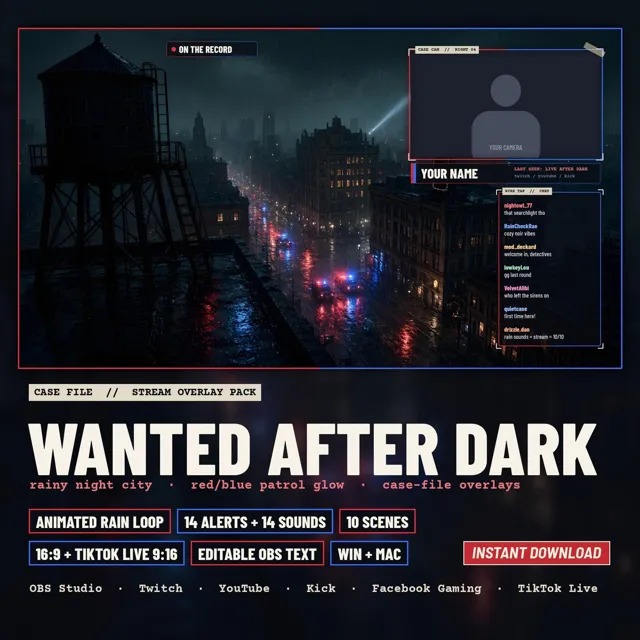 ON THE RECORD
CASE CAM // NIGHT 04
YOUR CAMERA
YOUR NAME
LAST SEEN: LIVE AFTER DARK
twitch / youtube / kick
WIRE TAP // CHAT
nightowl_77
that searchlight tho
RainCheckRae
cozy noir vibes
mod_deckard
welcome in, detectives
lowkeyLou
gg last round
VelvetAlibi
who left the sirens on
quietcase
first time here!
drizzle.dan
rain sounds + stream = 10/10
CASE FILE // STREAM OVERLAY PACK
WANTED AFTER DARK
rainy night city · red/blue patrol glow · case-file overlays
ANIMATED RAIN LOOP
14 ALERTS + 14 SOUNDS
10 SCENES
16:9 + TIKTOK LIVE 9:16
EDITABLE OBS TEXT
WIN + MAC
INSTANT DOWNLOAD
OBS Studio · Twitch · YouTube · Kick · Facebook Gaming · TikTok Live